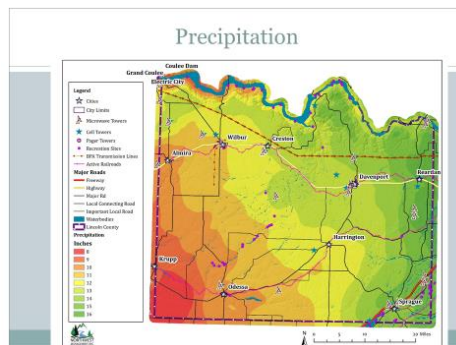 Precipitation
Coulee Dam
Grand Coulee
Electric City
Legend
Cities
City Limits
Microwave Towers
Cell Towers
Pager Towers
Recreation Sites
BPA Transmission Lines
Active Railroads
Major Roads
Freeway
Highway
Major Rd
Local Connecting Road
Important Local Road
Waterbodies
Lincoln County
Precipitation
Inches
8
9
10
11
12
13
14
15
16
Wilbur
Creston
Almira
Davenport
Reardan
Harrington
Krupp
Odessa
Sprague
N
0
5
10
20 Miles